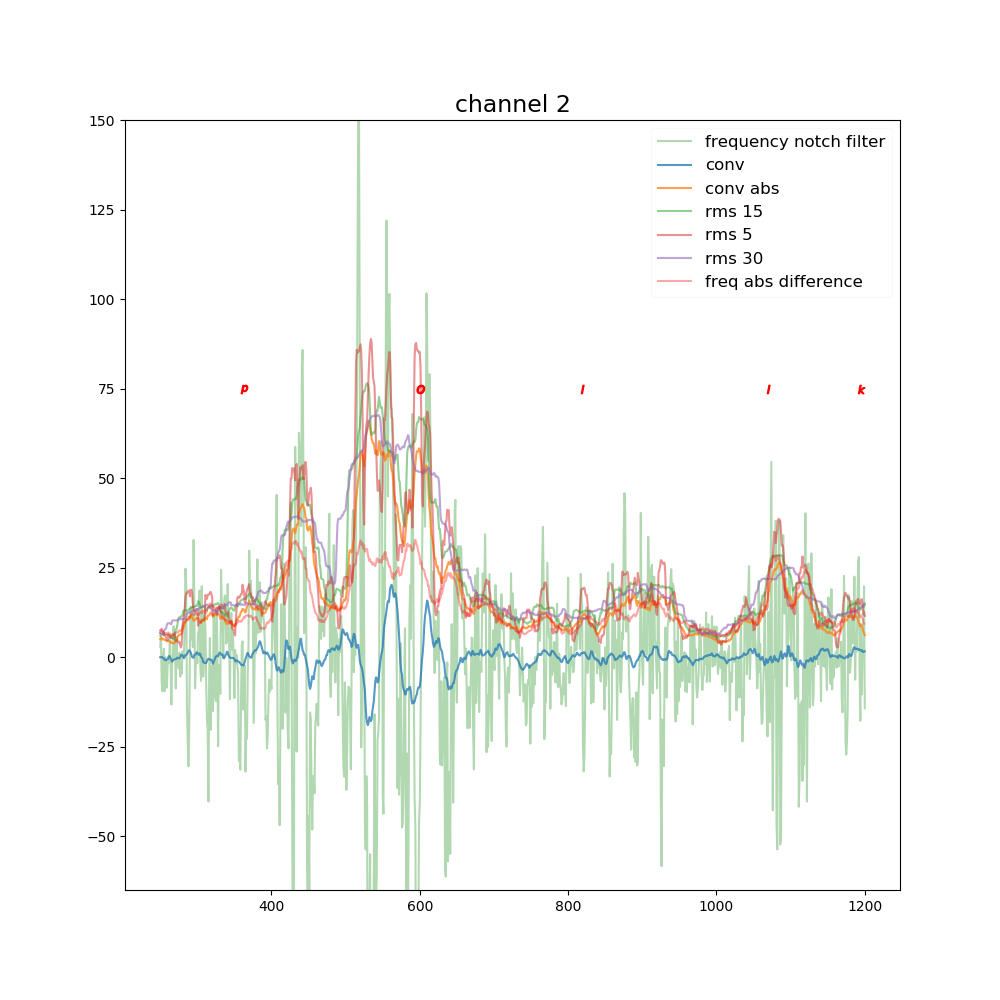 channel 2
150
125
100
75
50
25
0
−25
−50
400 600 800 1000 1200
frequency notch filter
conv
conv abs
rms 15
rms 5
rms 30
freq abs difference
p o l l k